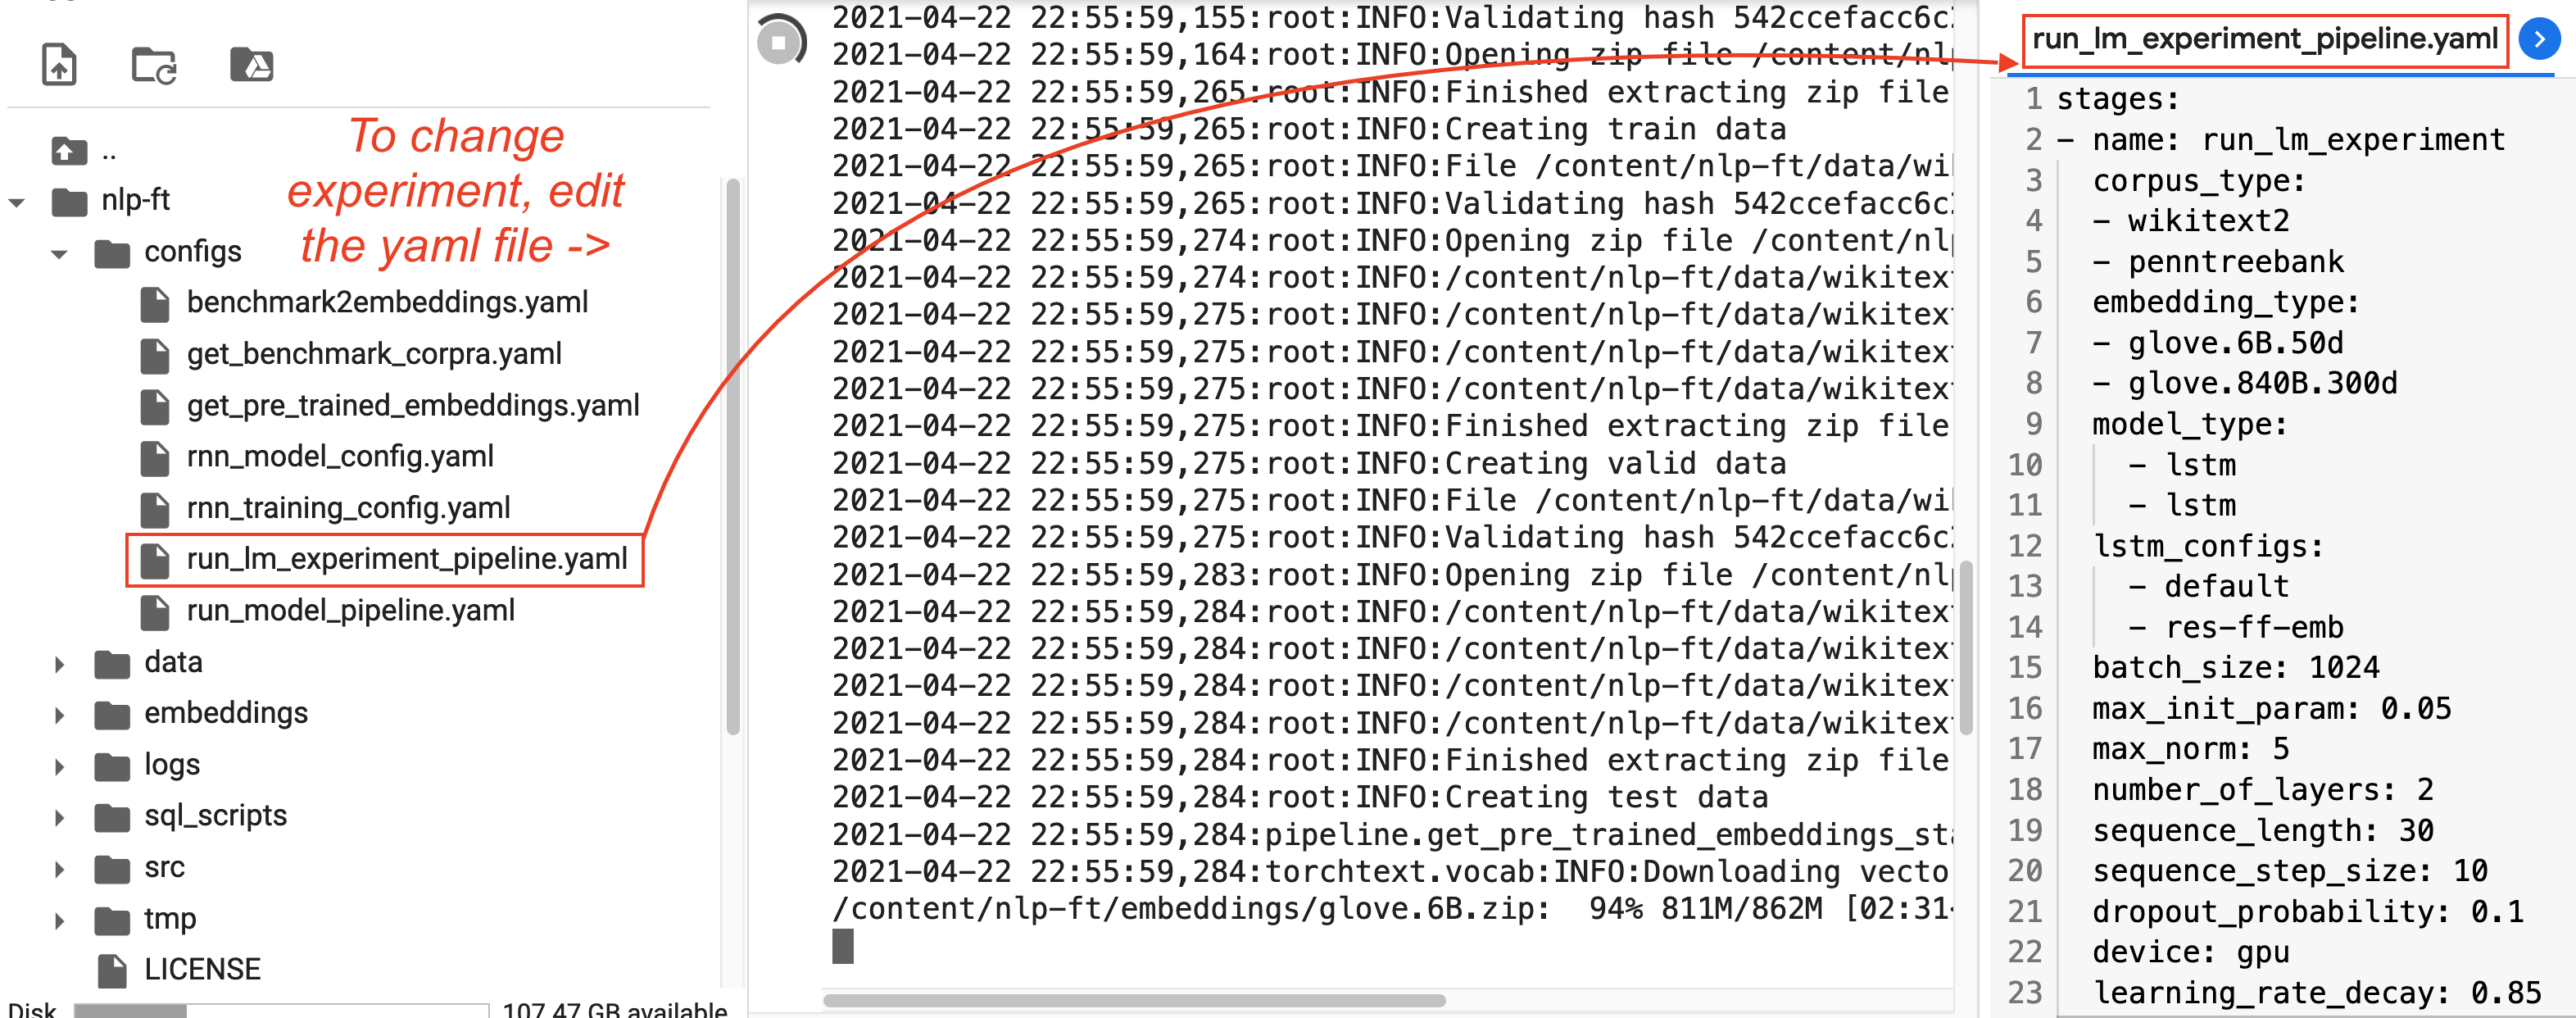 ..
nlp-ft
configs
benchmark2embeddings.yaml
get_benchmark_corpra.yaml
get_pre_trained_embeddings.yaml
rnn_model_config.yaml
rnn_training_config.yaml
run_lm_experiment_pipeline.yaml
run_model_pipeline.yaml
data
embeddings
logs
sql_scripts
src
tmp
LICENSE
Disk 107.47 GB available
To change
experiment, edit
the yaml file ->
2021-04-22 22:55:59,155:root:INFO:Validating hash 542ccefacc6c
2021-04-22 22:55:59,164:root:INFO:Opening zip file /content/nlp
2021-04-22 22:55:59,265:root:INFO:Finished extracting zip file
2021-04-22 22:55:59,265:root:INFO:Creating train data
2021-04-22 22:55:59,265:root:INFO:File /content/nlp-ft/data/wi
2021-04-22 22:55:59,265:root:INFO:Validating hash 542ccefacc6c
2021-04-22 22:55:59,274:root:INFO:Opening zip file /content/nlp
2021-04-22 22:55:59,274:root:INFO:/content/nlp-ft/data/wikitex
2021-04-22 22:55:59,275:root:INFO:/content/nlp-ft/data/wikitex
2021-04-22 22:55:59,275:root:INFO:/content/nlp-ft/data/wikitex
2021-04-22 22:55:59,275:root:INFO:/content/nlp-ft/data/wikitex
2021-04-22 22:55:59,275:root:INFO:Finished extracting zip file
2021-04-22 22:55:59,275:root:INFO:Creating valid data
2021-04-22 22:55:59,275:root:INFO:File /content/nlp-ft/data/wi
2021-04-22 22:55:59,275:root:INFO:Validating hash 542ccefacc6c
2021-04-22 22:55:59,283:root:INFO:Opening zip file /content/nlp
2021-04-22 22:55:59,284:root:INFO:/content/nlp-ft/data/wikitex
2021-04-22 22:55:59,284:root:INFO:/content/nlp-ft/data/wikitex
2021-04-22 22:55:59,284:root:INFO:/content/nlp-ft/data/wikitex
2021-04-22 22:55:59,284:root:INFO:/content/nlp-ft/data/wikitex
2021-04-22 22:55:59,284:root:INFO:Finished extracting zip file
2021-04-22 22:55:59,284:root:INFO:Creating test data
2021-04-22 22:55:59,284:pipeline.get_pre_trained_embeddings_sta
2021-04-22 22:55:59,284:torchtext.vocab:INFO:Downloading vecto
/content/nlp-ft/embeddings/glove.6B.zip: 94% 811M/862M [02:31
run_lm_experiment_pipeline.yaml
1 stages:
2 - name: run_lm_experiment
3 corpus_type:
4 - wikitext2
5 - penntreebank
6 embedding_type:
7 - glove.6B.50d
8 - glove.840B.300d
9 model_type:
10 - lstm
11 - lstm
12 lstm_configs:
13 - default
14 - res-ff-emb
15 batch_size: 1024
16 max_init_param: 0.05
17 max_norm: 5
18 number_of_layers: 2
19 sequence_length: 30
20 sequence_step_size: 10
21 dropout_probability: 0.1
22 device: gpu
23 learning_rate_decay: 0.85